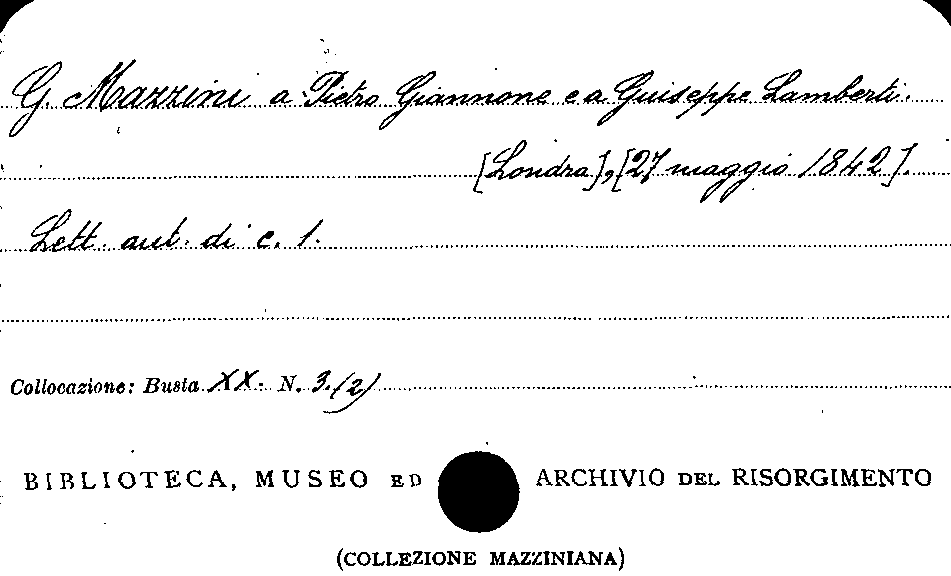 G. Mazzini a Pietro Giannone e a Guiseppe Lamberti.
[Londra], [27 maggio 1842].
Lett. aut. di c. 1.
Collocazione: Busta XX. N. 3.(2)
BIBLIOTECA, MUSEO ED ARCHIVIO DEL RISORGIMENTO
(COLLEZIONE MAZZINIANA)